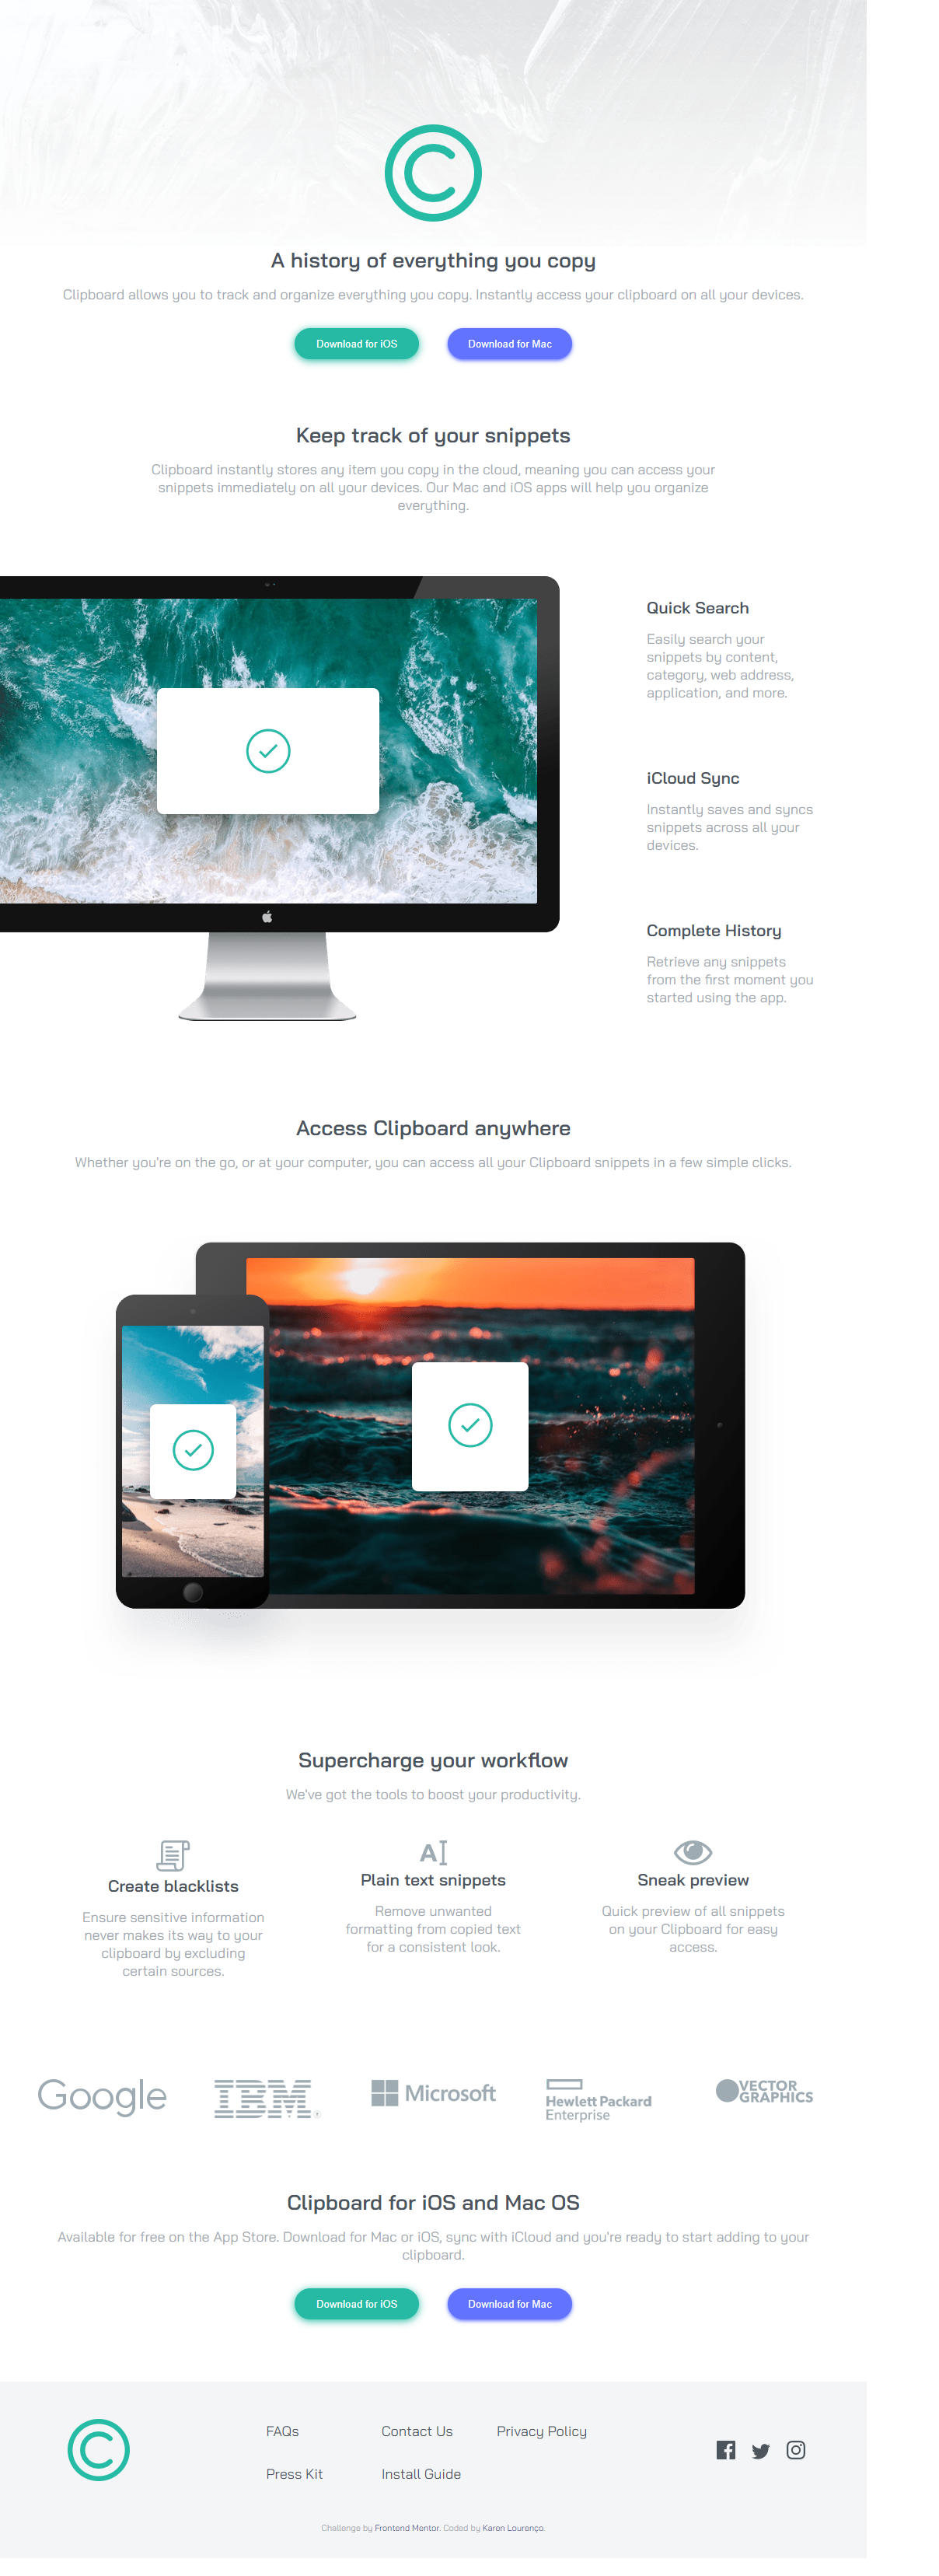 A history of everything you copy
Clipboard allows you to track and organize everything you copy. Instantly access your clipboard on all your devices.
Download for iOS
Download for Mac
Keep track of your snippets
Clipboard instantly stores any item you copy in the cloud, meaning you can access your
snippets immediately on all your devices. Our Mac and iOS apps will help you organize
everything.
Quick Search
Easily search your
snippets by content,
category, web address,
application, and more.
iCloud Sync
Instantly saves and syncs
snippets across all your
devices.
Complete History
Retrieve any snippets
from the first moment you
started using the app.
Access Clipboard anywhere
Whether you're on the go, or at your computer, you can access all your Clipboard snippets in a few simple clicks.
Supercharge your workflow
We've got the tools to boost your productivity.
Create blacklists
Ensure sensitive information
never makes its way to your
clipboard by excluding
certain sources.
A
Plain text snippets
Remove unwanted
formatting from copied text
for a consistent look.
Sneak preview
Quick preview of all snippets
on your Clipboard for easy
access.
Google
IBM®
Microsoft
Hewlett Packard
Enterprise
VECTOR
GRAPHICS
Clipboard for iOS and Mac OS
Available for free on the App Store. Download for Mac or iOS, sync with iCloud and you're ready to start adding to your
clipboard.
Download for iOS
Download for Mac
FAQs
Contact Us
Privacy Policy
Press Kit
Install Guide
Challenge by Frontend Mentor. Coded by Karen Lourenço.